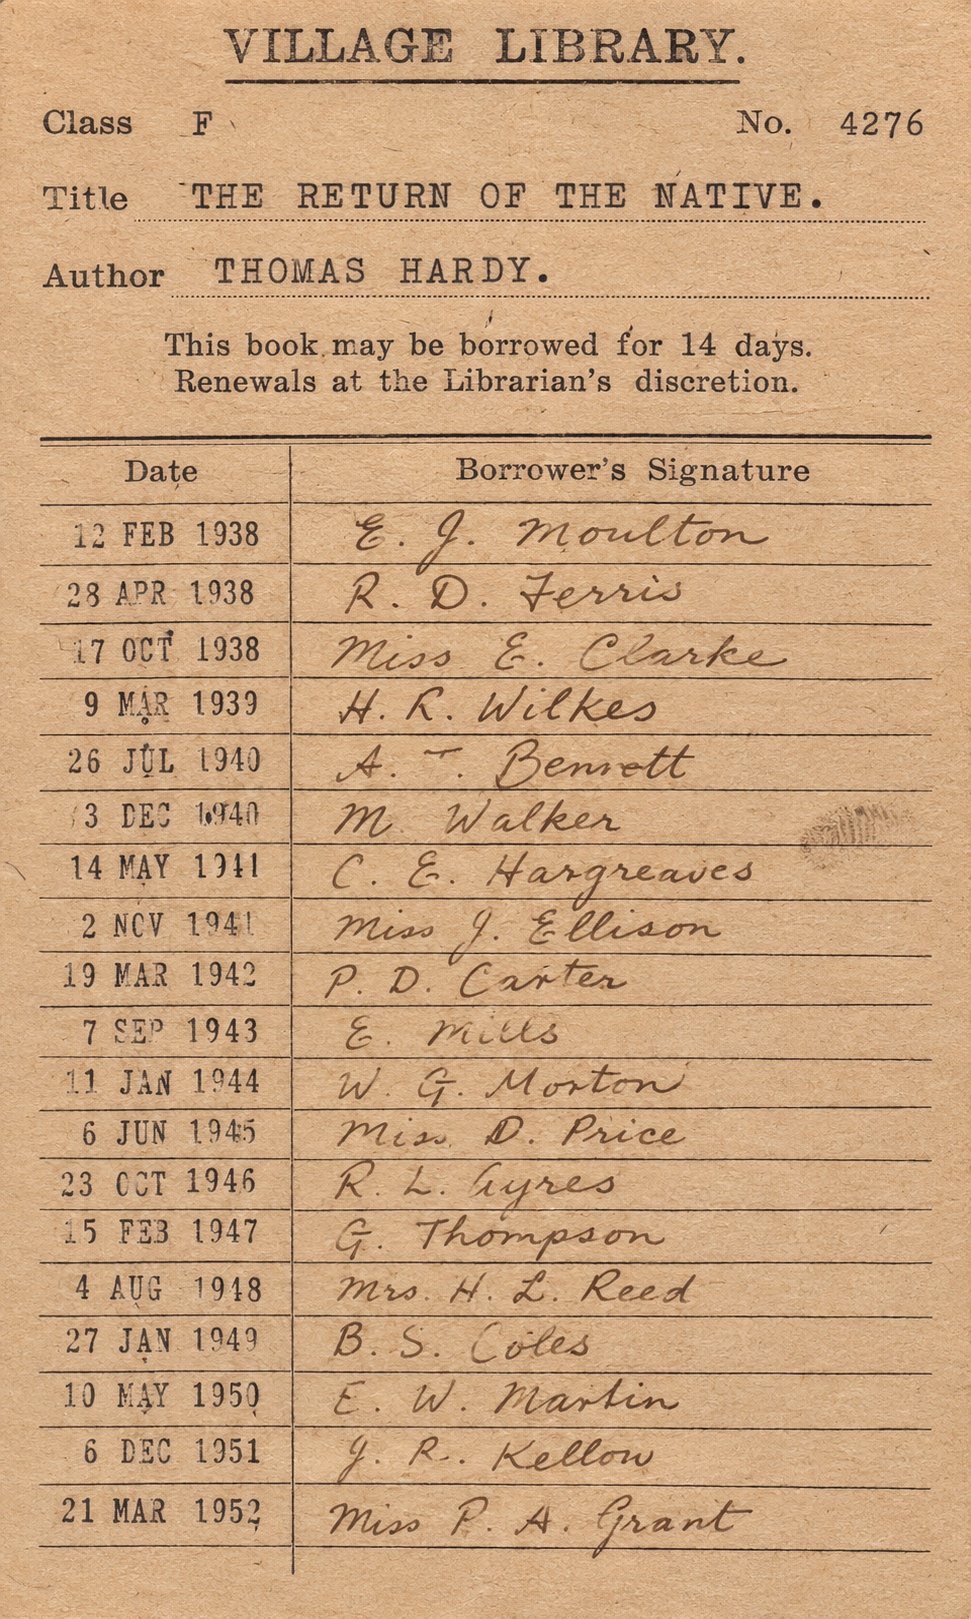 VILLAGE LIBRARY.
Class F No. 4276
Title THE RETURN OF THE NATIVE.
Author THOMAS HARDY.
This book may be borrowed for 14 days.
Renewals at the Librarian's discretion.
Date Borrower's Signature
12 FEB 1938 E. J. Moulton
28 APR 1938 R. D. Ferris
17 OCT 1938 Miss E. Clarke
9 MAR 1939 H. R. Wilkes
26 JUL 1940 A. Bennett
3 DEC 1940 M. Walker
14 MAY 1941 C. E. Hargreaves
2 NOV 1941 Miss J. Ellison
19 MAR 1942 P. D. Carter
7 SEP 1943 E. Mills
11 JAN 1944 W. G. Morton
6 JUN 1945 Miss D. Price
23 OCT 1946 R. L. Ayres
15 FEB 1947 G. Thompson
4 AUG 1948 Mrs. H. L. Reed
27 JAN 1949 B. S. Coles
10 MAY 1950 E. W. Martin
6 DEC 1951 J. R. Kellow
21 MAR 1952 Miss P. A. Grant